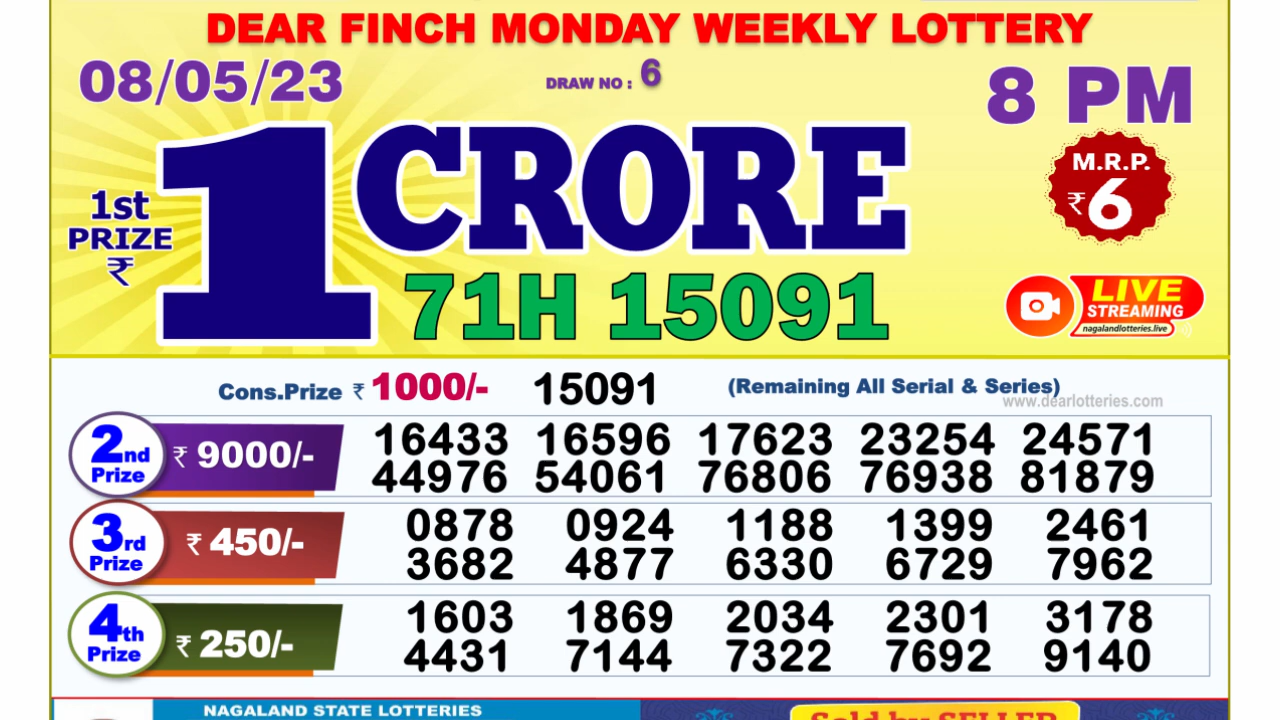 DEAR FINCH MONDAY WEEKLY LOTTERY
08/05/23
DRAW NO : 6
8 PM
1st
PRIZE
₹
1 CRORE
M.R.P.
₹6
71H 15091
LIVE
STREAMING
nagalandlotteries.live
Cons.Prize ₹ 1000/- 15091 (Remaining All Serial & Series)
www.dearlotteries.com
2nd
Prize
₹ 9000/-
16433 16596 17623 23254 24571
44976 54061 76806 76938 81879
3rd
Prize
₹ 450/-
0878 0924 1188 1399 2461
3682 4877 6330 6729 7962
4th
Prize
₹ 250/-
1603 1869 2034 2301 3178
4431 7144 7322 7692 9140
NAGALAND STATE LOTTERIES
Sold by SELLER